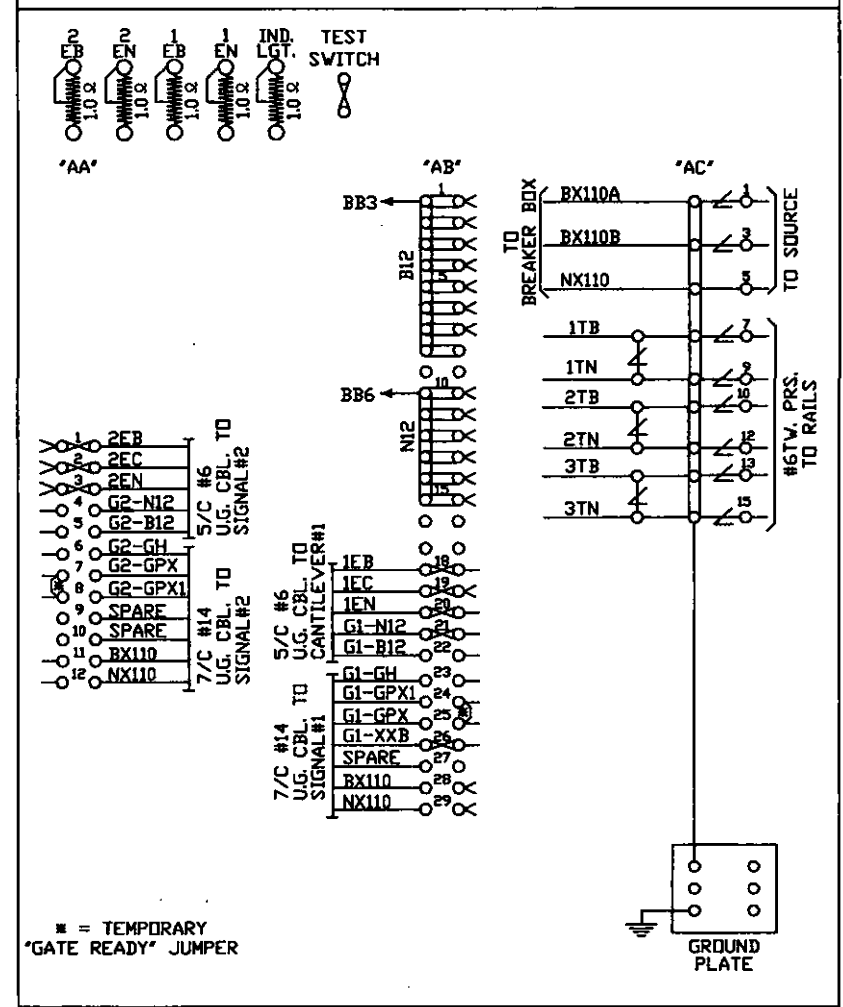 2 EB
2 EN
1 EB
1 EN
IND. LGT.
TEST SWITCH
1.0 Ω
1.0 Ω
1.0 Ω
1.0 Ω
1.0 Ω
"AA"
"AB"
"AC"
1 2EB
2 2EC
3 2EN
4 G2-N12
5 G2-B12
6 G2-GH
7 G2-GPX
8 G2-GPX1
9 SPARE
10 SPARE
11 BX110
12 NX110
5/C #6
U.G. CBL. TO
SIGNAL#2
7/C #14
U.G. CBL. TO
SIGNAL#2
BB3
1
B12
5
BB6
10
N12
15
1EB 18
1EC 19
1EN 20
G1-N12 21
G1-B12 22
G1-GH 23
G1-GPX1 24
G1-GPX 25
G1-XXB 26
SPARE 27
BX110 28
NX110 29
5/C #6
U.G. CBL. TO
CANTILEVER#1
7/C #14
U.G. CBL. TO
SIGNAL#1
TO
BREAKER BOX
BX110A 1
BX110B 3
NX110 5
TO SOURCE
1TB 7
1TN 9
2TB 10
2TN 12
3TB 13
3TN 15
#6TW. PRS.
TO RAILS
GROUND
PLATE
* = TEMPORARY
"GATE READY" JUMPER